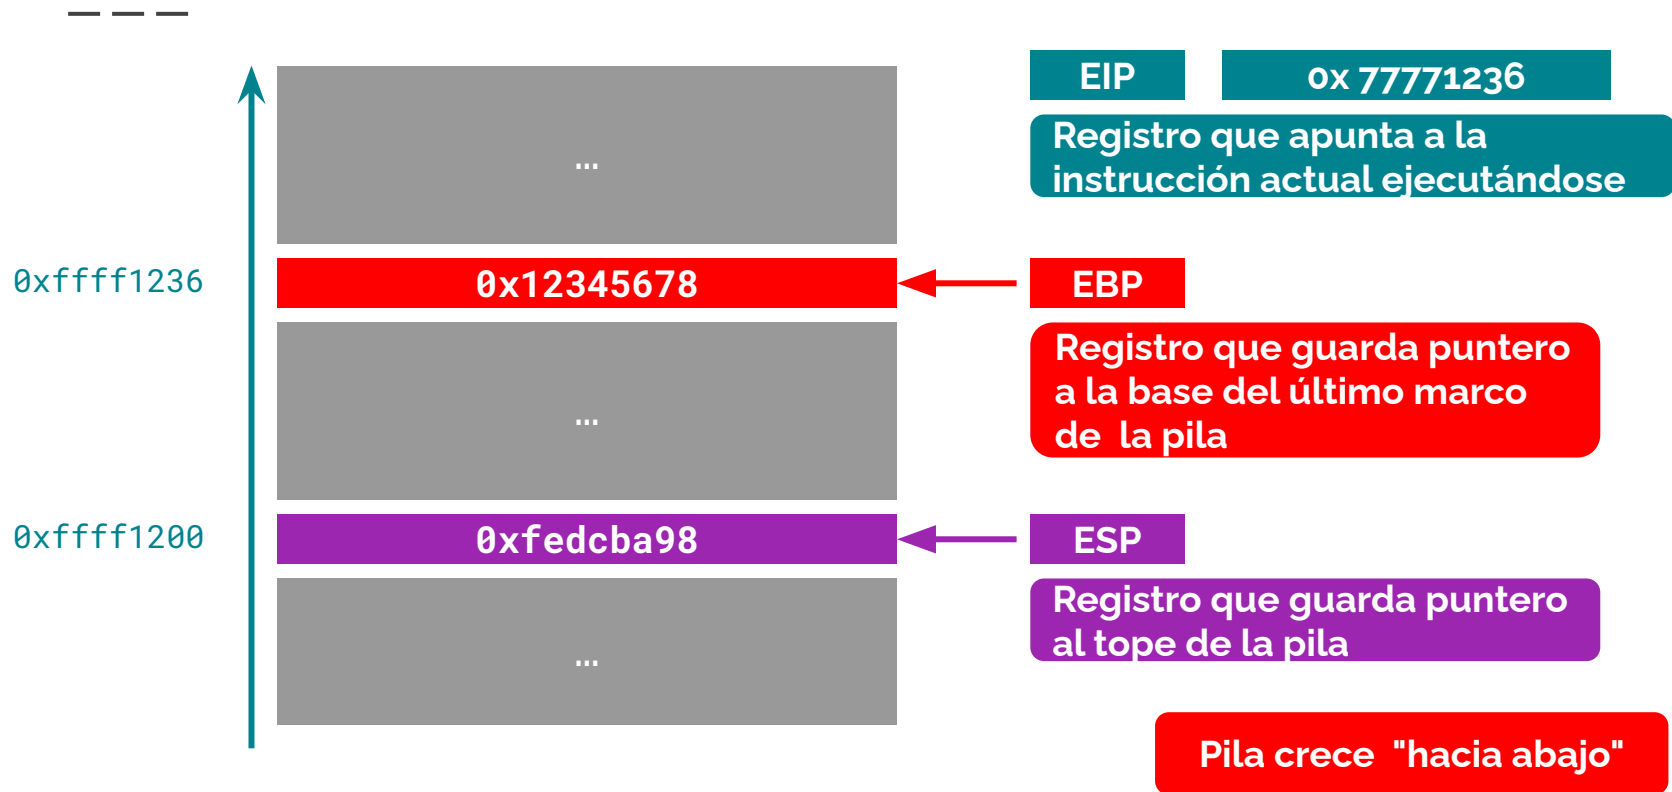 EIP
0x 77771236
Registro que apunta a la
instrucción actual ejecutándose
…
0xffff1236
0x12345678
EBP
Registro que guarda puntero
a la base del último marco
de  la pila
…
0xffff1200
0xfedcba98
ESP
Registro que guarda puntero
al tope de la pila
…
Pila crece  "hacia abajo"